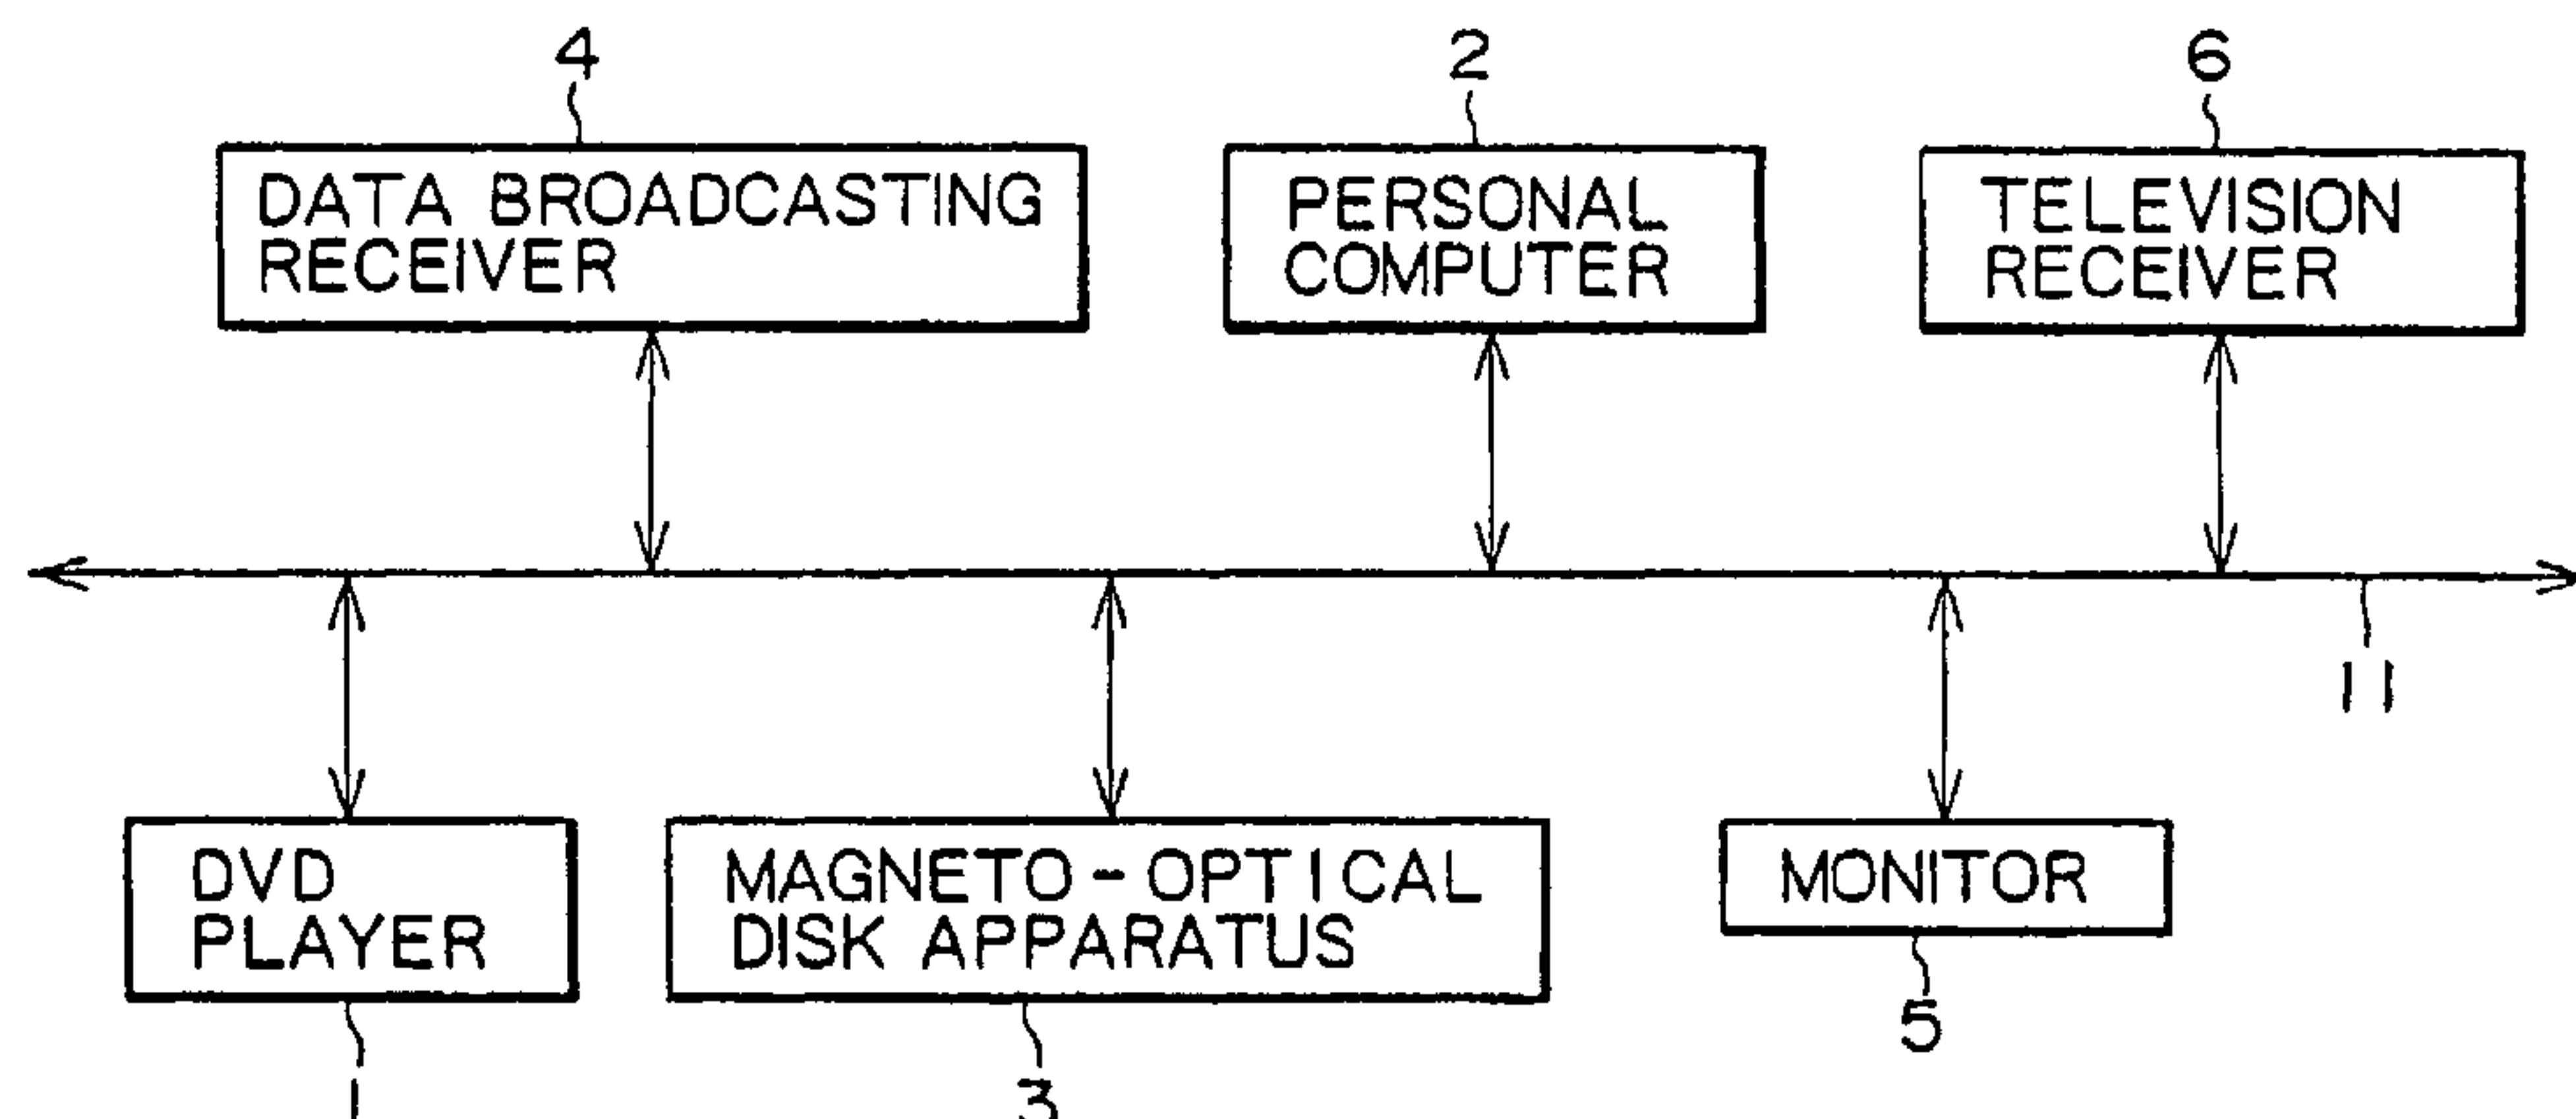 4
2
6
DATA BROADCASTING
RECEIVER
PERSONAL
COMPUTER
TELEVISION
RECEIVER
11
DVD
PLAYER
MAGNETO-OPTICAL
DISK APPARATUS
MONITOR
1
3
5